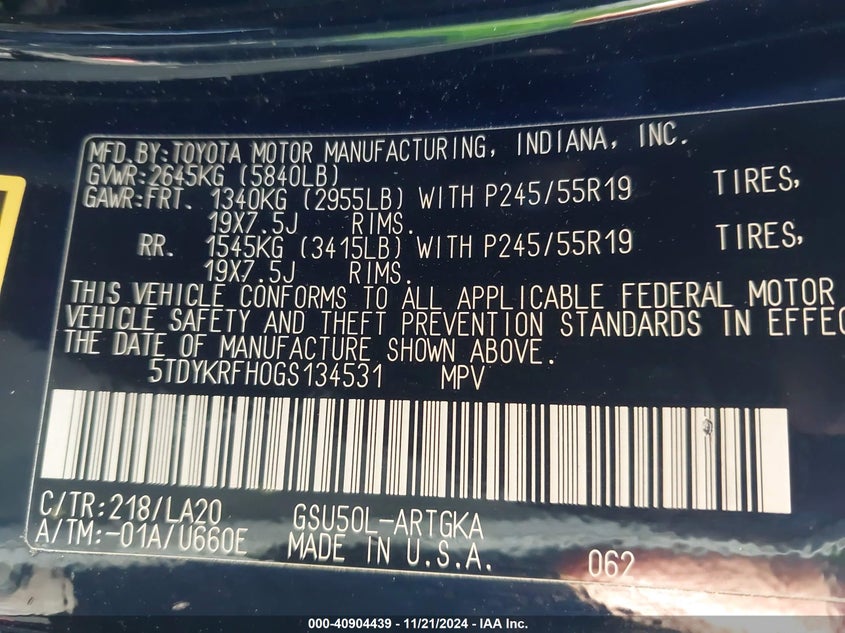 MFD.BY:TOYOTA MOTOR MANUFACTURING, INDIANA, INC.
GVWR:2645KG (5840LB)
GAWR:FRT. 1340KG (2955LB) WITH P245/55R19 TIRES,
19X7.5J RIMS.
RR. 1545KG (3415LB) WITH P245/55R19 TIRES,
19X7.5J RIMS.
THIS VEHICLE CONFORMS TO ALL APPLICABLE FEDERAL MOTOR
VEHICLE SAFETY AND THEFT PREVENTION STANDARDS IN EFFEC
THE DATE OF MANUFACTURE SHOWN ABOVE.
5TDYKRFH0GS134531 MPV
C/TR:218/LA20 GSU50L-ARTGKA
A/TM:-01A/U660E MADE IN U.S.A. 062
000-40904439 - 11/21/2024 - IAA Inc.